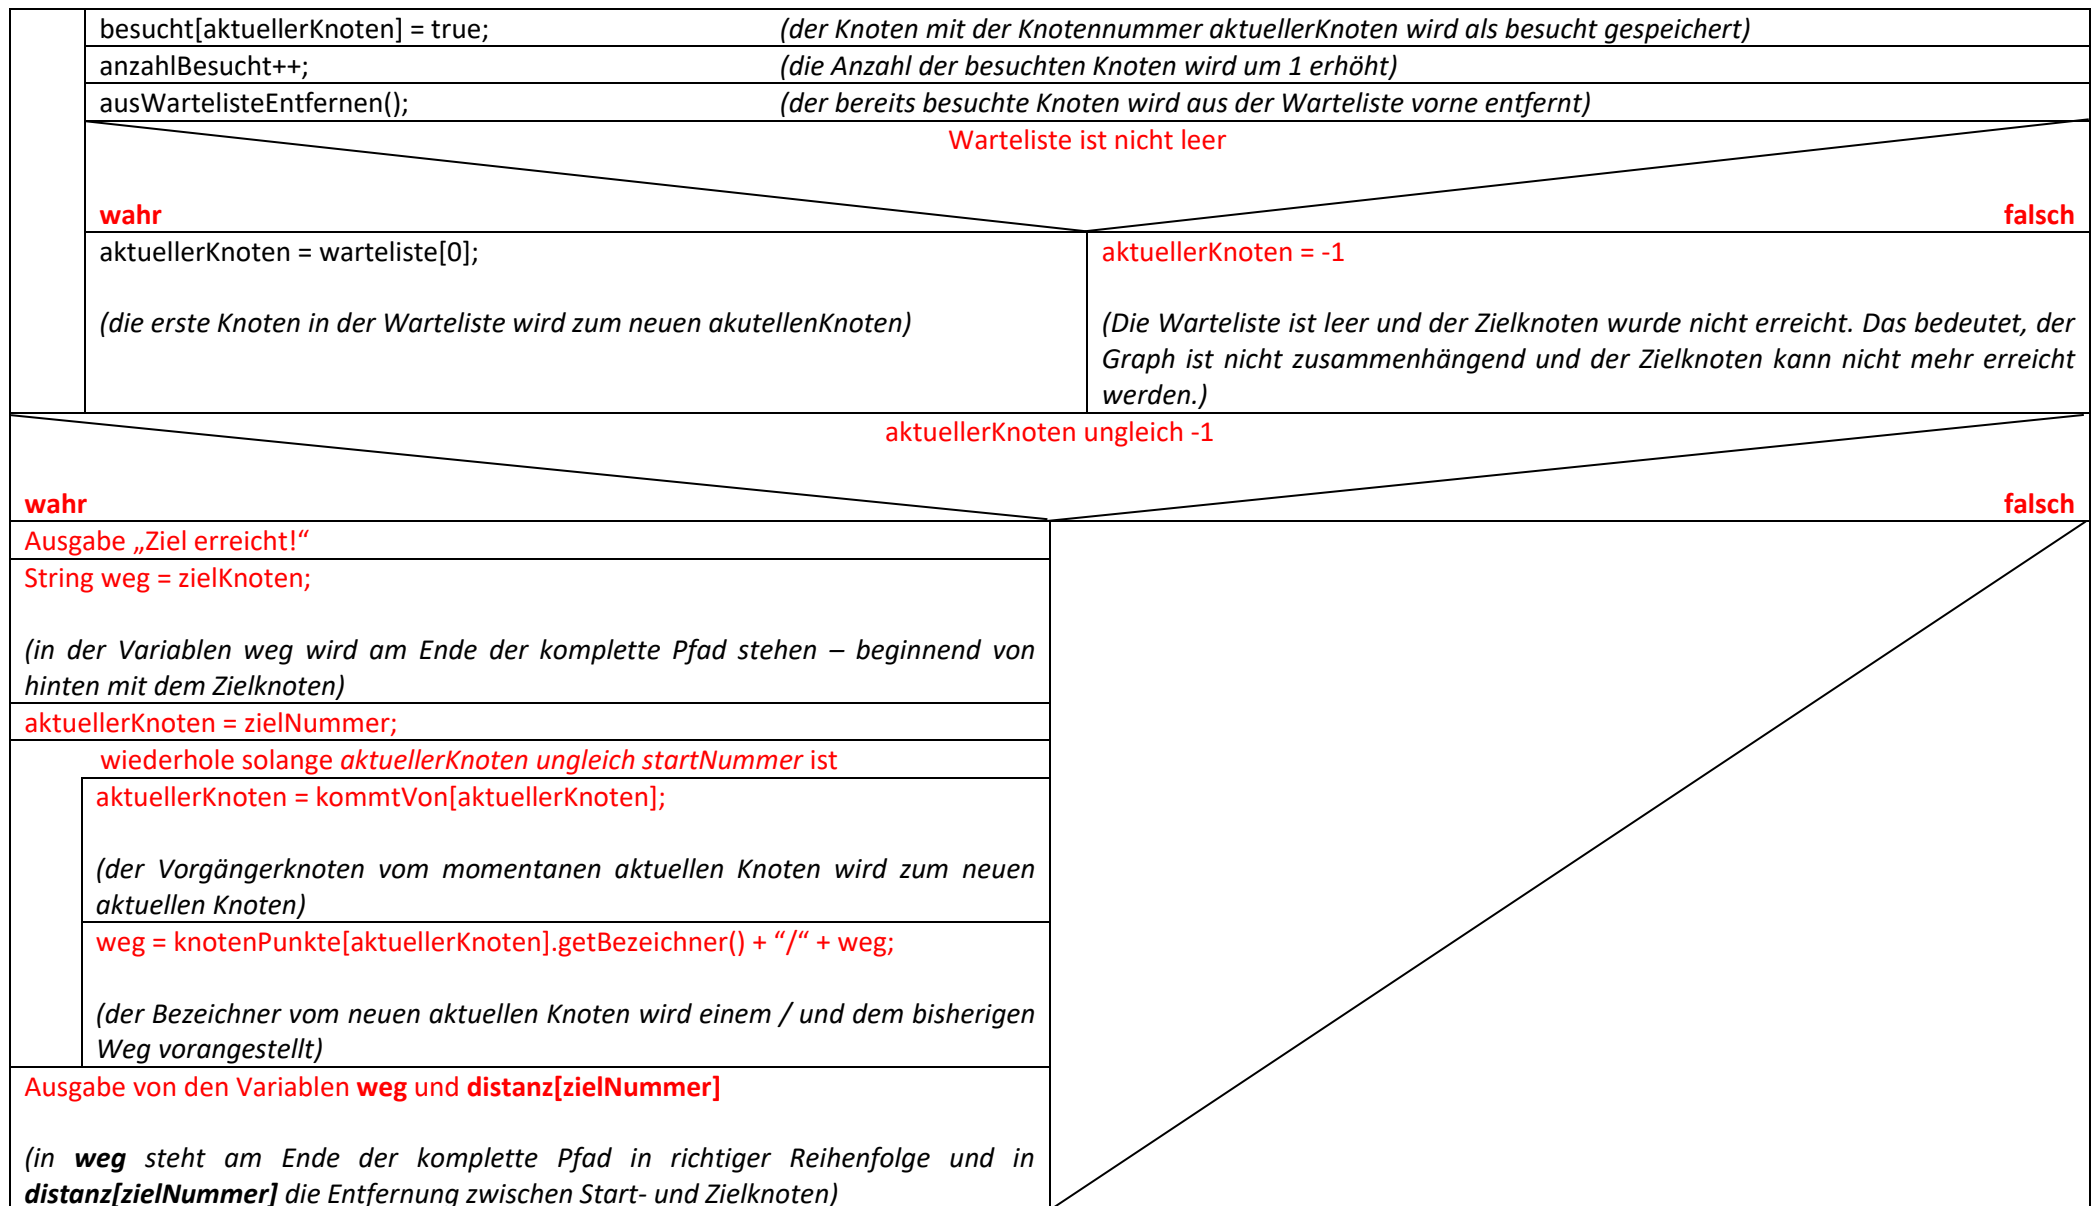 besucht[aktuellerKnoten] = true; (der Knoten mit der Knotennummer aktuellerKnoten wird als besucht gespeichert)
anzahlBesucht++; (die Anzahl der besuchten Knoten wird um 1 erhöht)
ausWartelisteEntfernen(); (der bereits besuchte Knoten wird aus der Warteliste vorne entfernt)
Warteliste ist nicht leer
wahr falsch
aktuellerKnoten = warteliste[0];
(die erste Knoten in der Warteliste wird zum neuen akutellenKnoten)
aktuellerKnoten = -1
(Die Warteliste ist leer und der Zielknoten wurde nicht erreicht. Das bedeutet, der
Graph ist nicht zusammenhängend und der Zielknoten kann nicht mehr erreicht
werden.)
aktuellerKnoten ungleich -1
wahr falsch
Ausgabe „Ziel erreicht!“
String weg = zielKnoten;
(in der Variablen weg wird am Ende der komplette Pfad stehen – beginnend von
hinten mit dem Zielknoten)
aktuellerKnoten = zielNummer;
wiederhole solange aktuellerKnoten ungleich startNummer ist
aktuellerKnoten = kommtVon[aktuellerKnoten];
(der Vorgängerknoten vom momentanen aktuellen Knoten wird zum neuen
aktuellen Knoten)
weg = knotenPunkte[aktuellerKnoten].getBezeichner() + “/“ + weg;
(der Bezeichner vom neuen aktuellen Knoten wird einem / und dem bisherigen
Weg vorangestellt)
Ausgabe von den Variablen weg und distanz[zielNummer]
(in weg steht am Ende der komplette Pfad in richtiger Reihenfolge und in
distanz[zielNummer] die Entfernung zwischen Start- und Zielknoten)